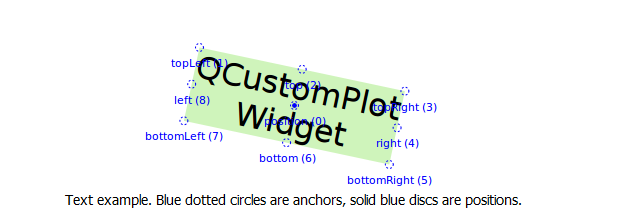 topLeft (1)
QCustomPlot
top (2)
topRight (3)
left (8)
position (0)
Widget
bottomLeft (7)
right (4)
bottom (6)
bottomRight (5)
Text example. Blue dotted circles are anchors, solid blue discs are positions.